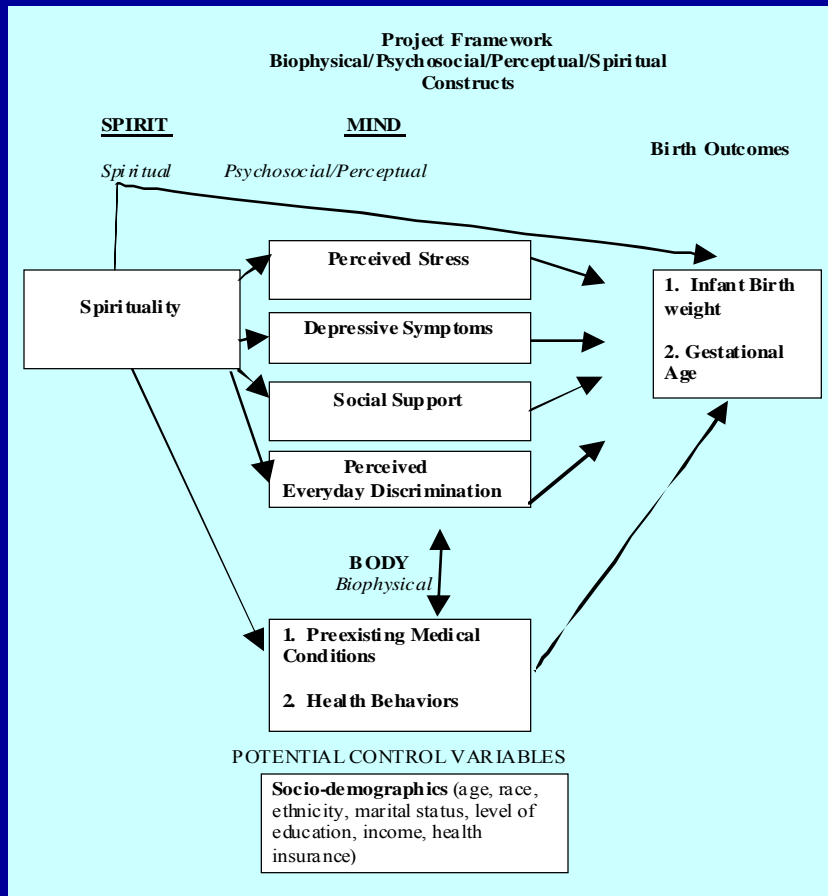 Project Framework
Biophysical/Psychosocial/Perceptual/Spiritual
Constructs
SPIRIT
MIND
Birth Outcomes
Spiritual
Psychosocial/Perceptual
Spirituality
Perceived Stress
Depressive Symptoms
Social Support
Perceived
Everyday Discrimination
1. Infant Birth
weight
2. Gestational
Age
BODY
Biophysical
1. Preexisting Medical
Conditions
2. Health Behaviors
POTENTIAL CONTROL VARIABLES
Socio-demographics (age, race,
ethnicity, marital status, level of
education, income, health
insurance)